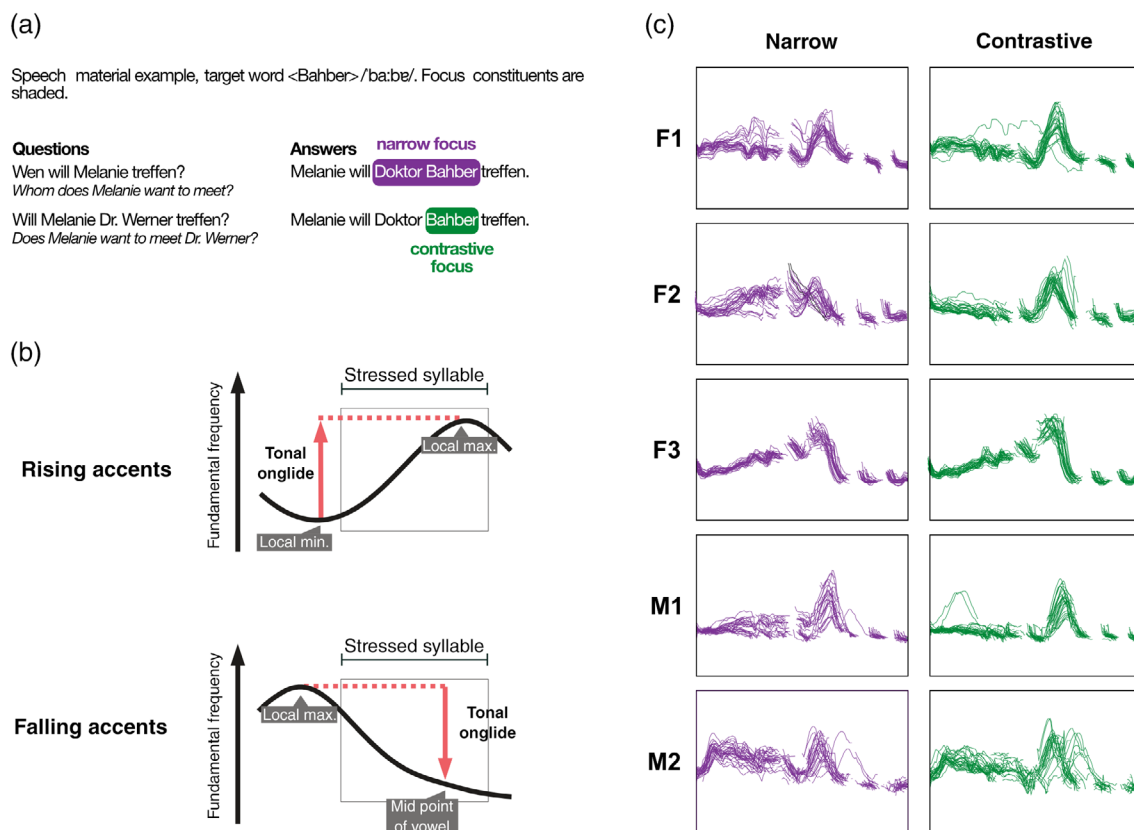 (a)
Speech material example, target word <Bahber>/'ba:bɐ/. Focus constituents are
shaded.
Questions
Answers
narrow focus
Wen will Melanie treffen?
Melanie will Doktor Bahber treffen.
Whom does Melanie want to meet?
Will Melanie Dr. Werner treffen?
Melanie will Doktor Bahber treffen.
Does Melanie want to meet Dr. Werner?
contrastive
focus
(b)
Rising accents
Fundamental frequency
Stressed syllable
Tonal
onglide
Local max.
Local min.
Falling accents
Fundamental frequency
Stressed syllable
Local max.
Tonal
onglide
Mid point
of vowel
(c)
Narrow
Contrastive
F1
F2
F3
M1
M2